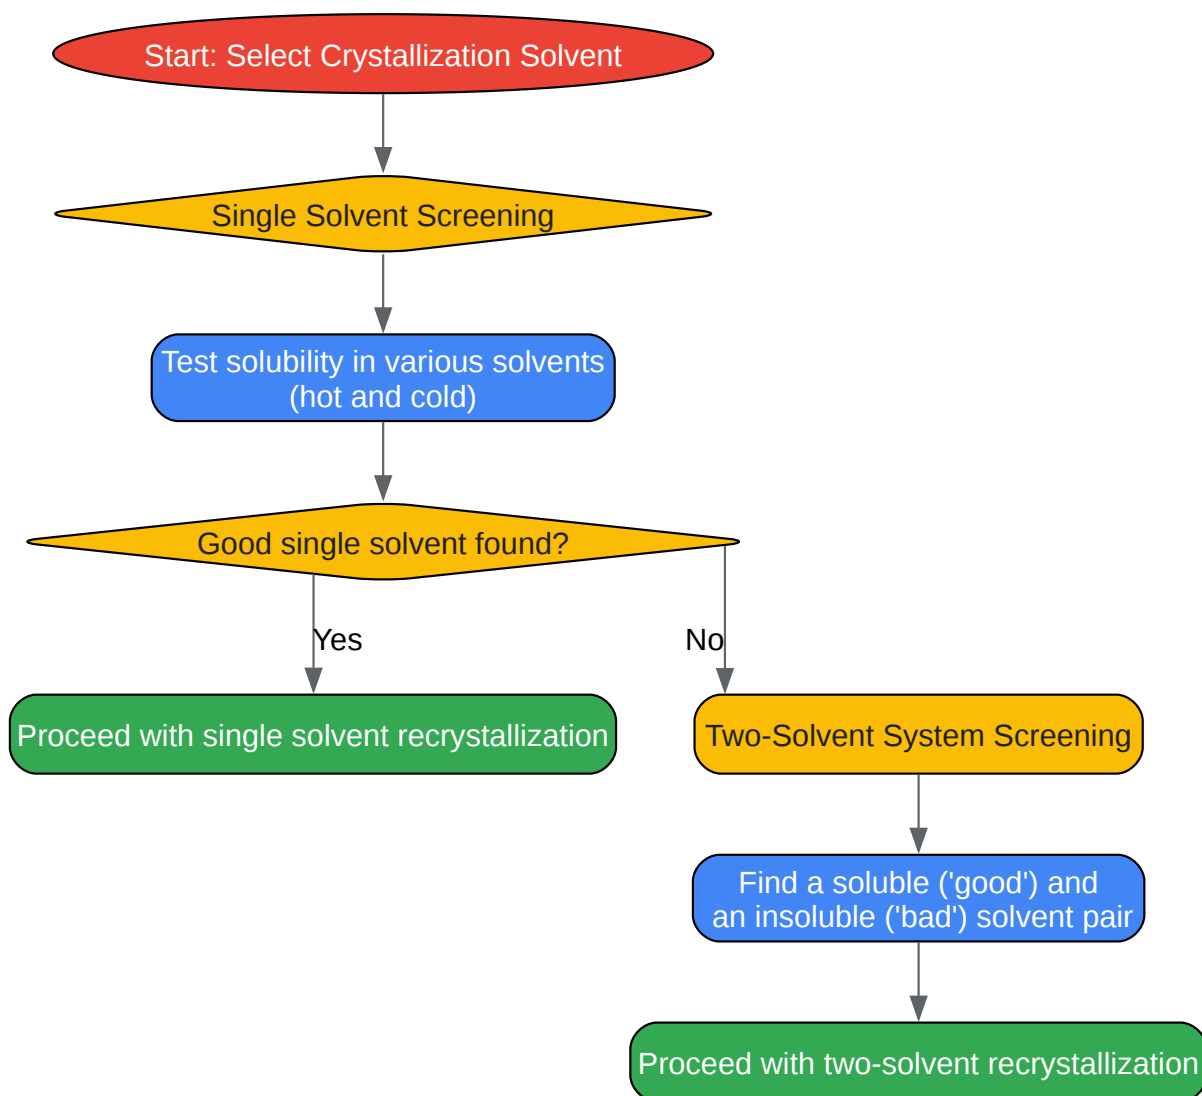 Start: Select Crystallization Solvent
Single Solvent Screening
Test solubility in various solvents
(hot and cold)
Good single solvent found?
Yes
No
Proceed with single solvent recrystallization
Two-Solvent System Screening
Find a soluble ('good') and
an insoluble ('bad') solvent pair
Proceed with two-solvent recrystallization